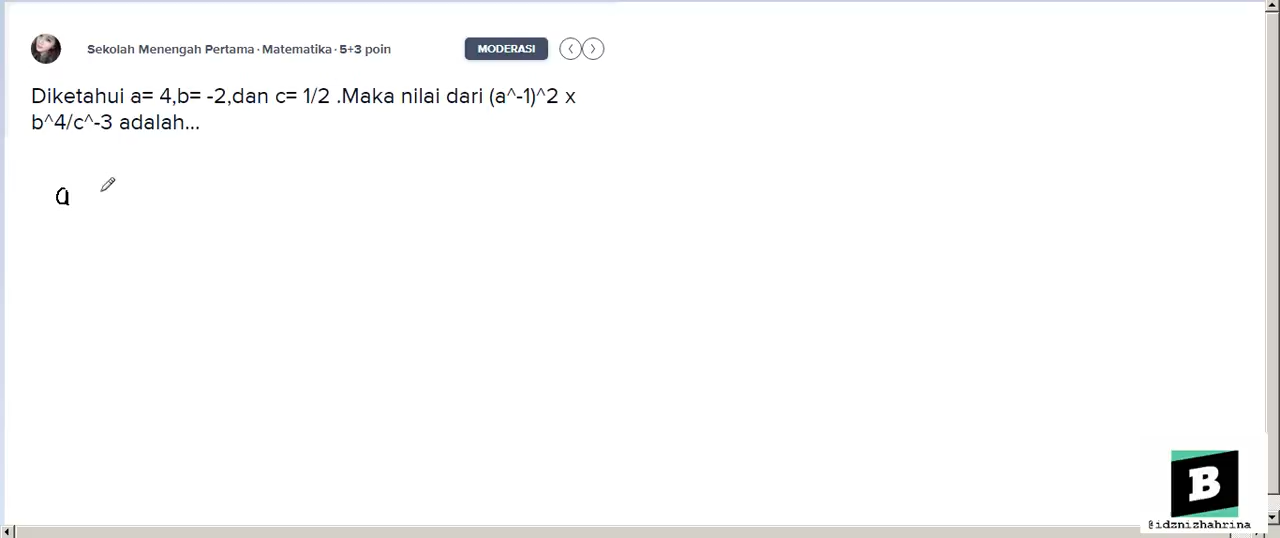 Sekolah Menengah Pertama · Matematika · 5+3 poin
MODERASI
Diketahui a= 4,b= -2,dan c= 1/2 .Maka nilai dari (a^-1)^2 x
b^4/c^-3 adalah...
a
B
@idznizhahrina